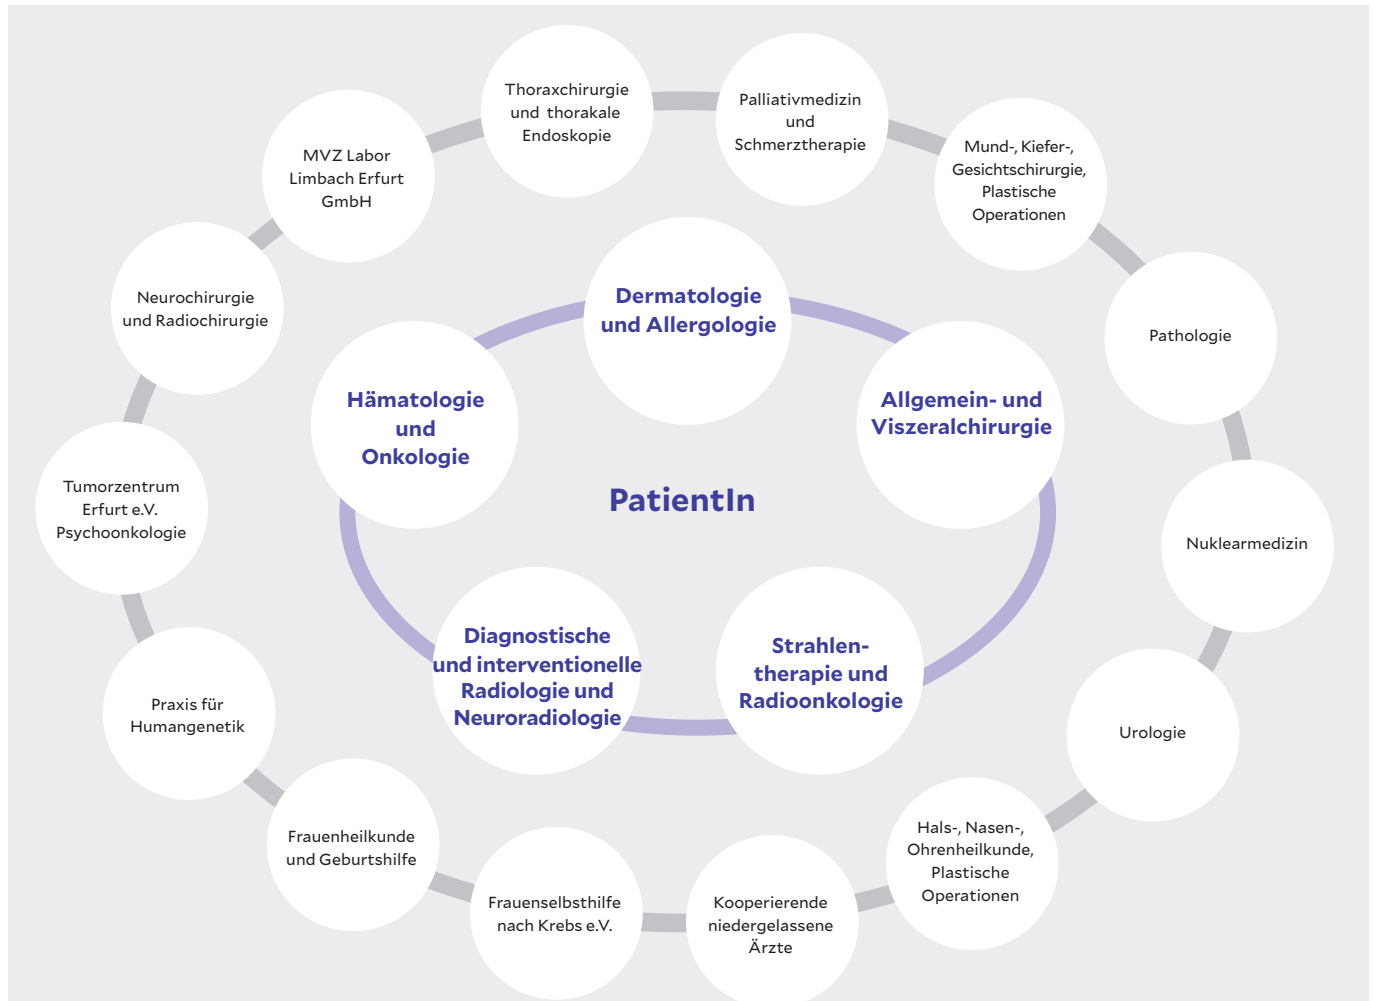 Thoraxchirurgie
und thorakale
Endoskopie
Palliativmedizin
und
Schmerztherapie
Mund-, Kiefer-,
Gesichtschirurgie,
Plastische
Operationen
Pathologie
Nuklearmedizin
Urologie
Hals-, Nasen-,
Ohrenheilkunde,
Plastische
Operationen
Kooperierende
niedergelassene
Ärzte
Frauenselbsthilfe
nach Krebs e.V.
Frauenheilkunde
und Geburtshilfe
Praxis für
Humangenetik
Tumorzentrum
Erfurt e.V.
Psychoonkologie
Neurochirurgie
und Radiochirurgie
MVZ Labor
Limbach Erfurt
GmbH
Dermatologie
und Allergologie
Allgemein- und
Viszeralchirurgie
Strahlen-
therapie und
Radioonkologie
Diagnostische
und interventionelle
Radiologie und
Neuroradiologie
Hämatologie
und
Onkologie
PatientIn